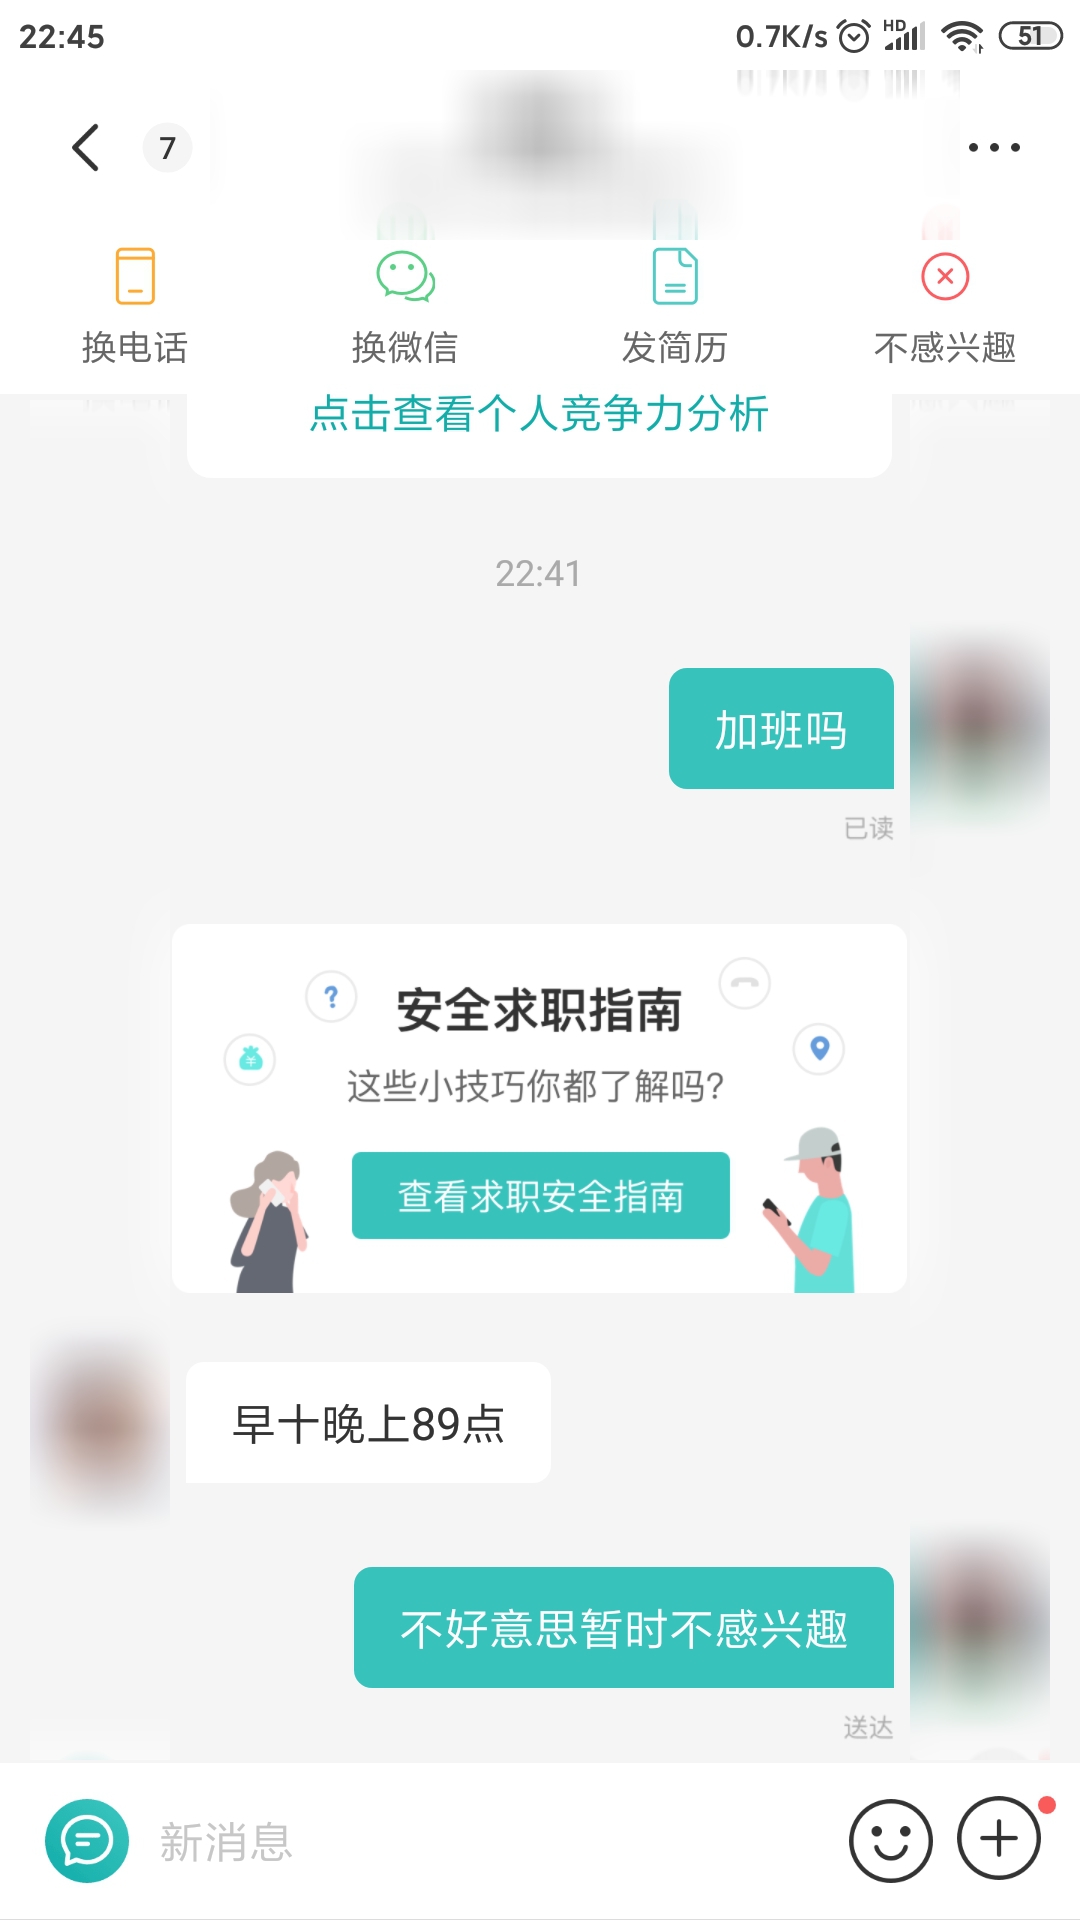 22:45
0.7K/s
HD
51
7
换电话
换微信
发简历
不感兴趣
点击查看个人竞争力分析
22:41
加班吗
已读
?
安全求职指南
¥
这些小技巧你都了解吗?
查看求职安全指南
早十晚上89点
不好意思暂时不感兴趣
送达
新消息